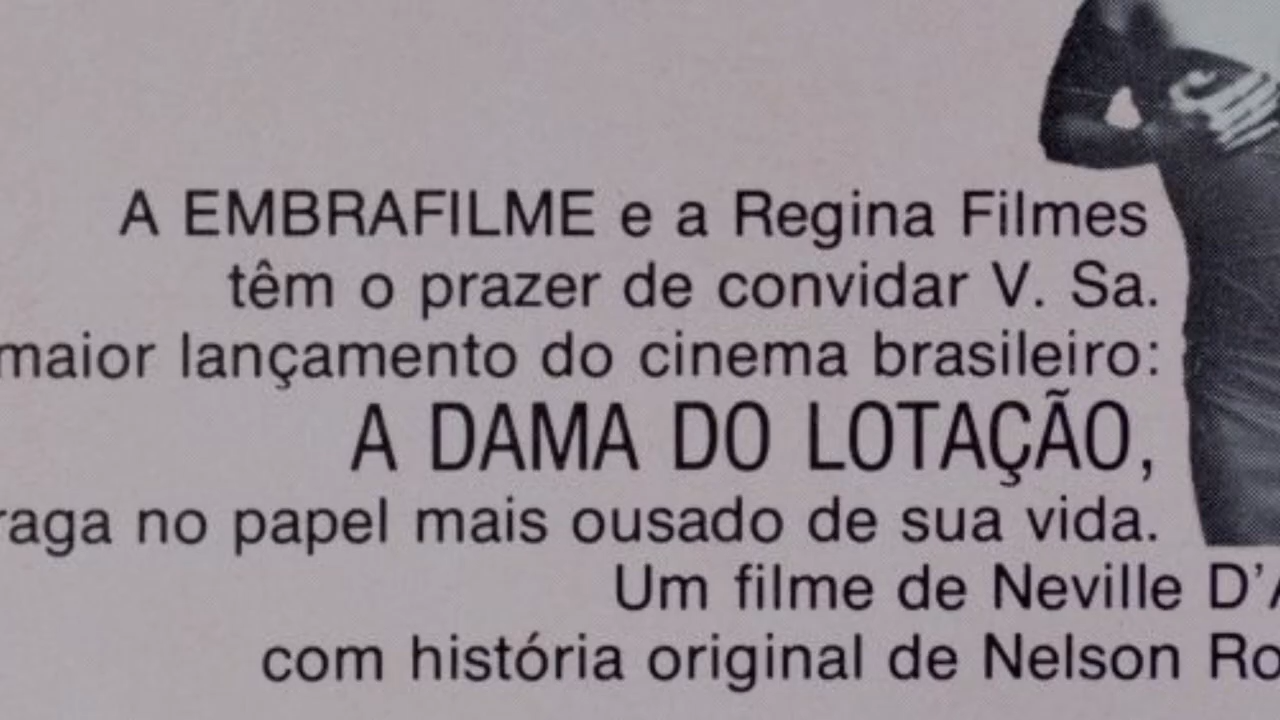 A EMBRAFILME e a Regina Filmes
têm o prazer de convidar V. Sa.
maior lançamento do cinema brasileiro:
A DAMA DO LOTAÇÃO,
raga no papel mais ousado de sua vida.
Um filme de Neville D'A
com história original de Nelson Ro